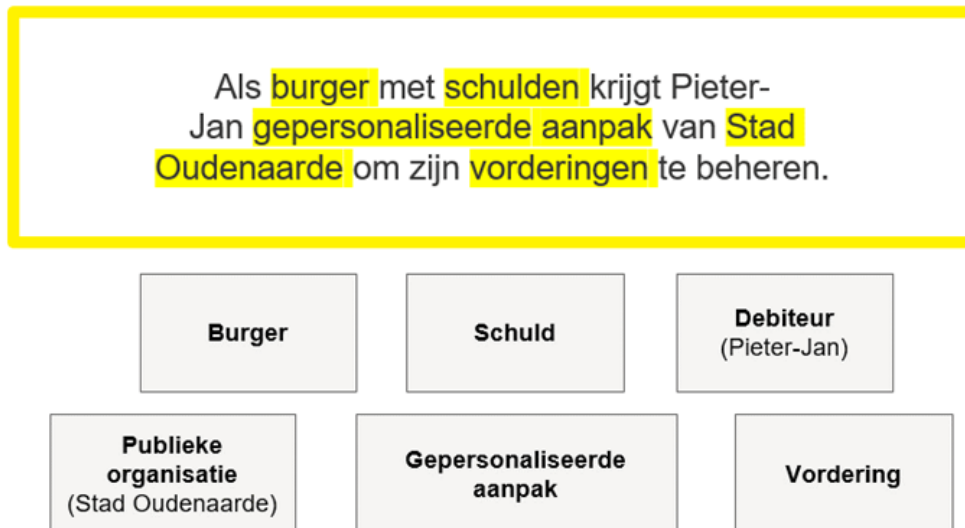 Als burger met schulden krijgt Pieter-
Jan gepersonaliseerde aanpak van Stad
Oudenaarde om zijn vorderingen te beheren.
Burger
Schuld
Debiteur
(Pieter-Jan)
Publieke
organisatie
(Stad Oudenaarde)
Gepersonaliseerde
aanpak
Vordering